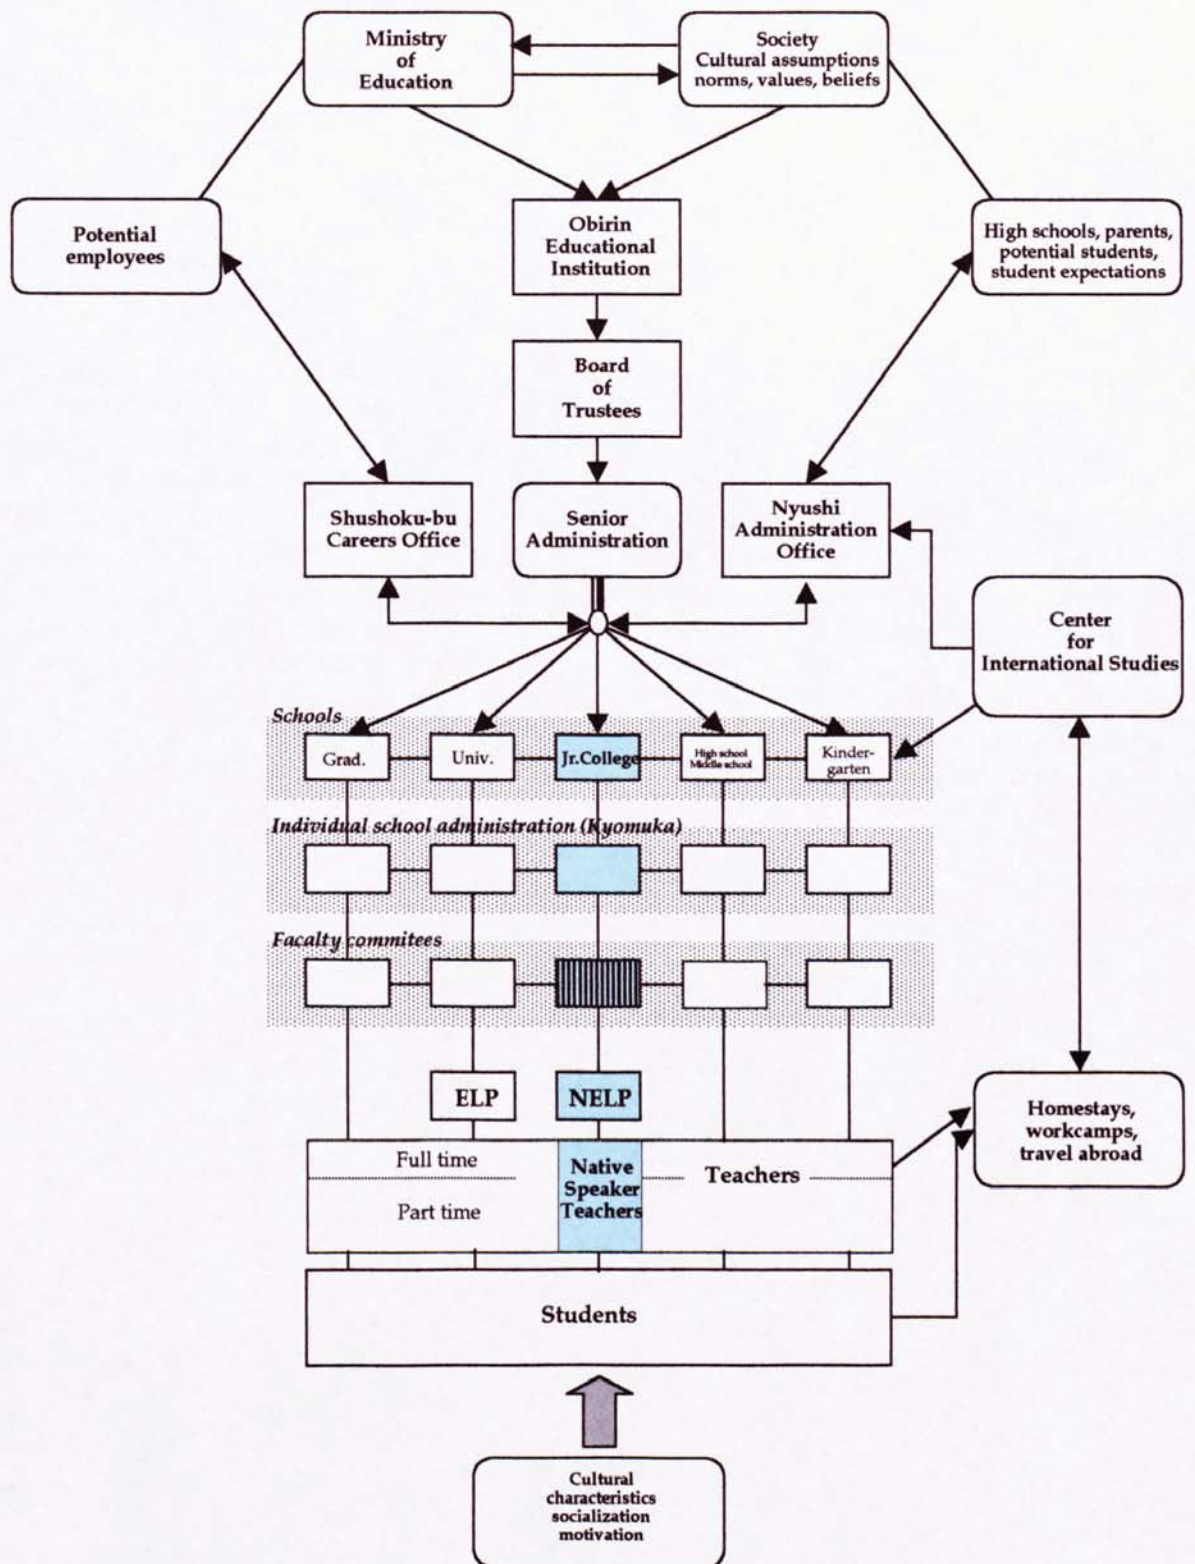 Ministry
of
Education
Society
Cultural assumptions
norms, values, beliefs
Potential
employees
Obirin
Educational
Institution
High schools, parents,
potential students,
student expectations
Board
of
Trustees
Shushoku-bu
Careers Office
Senior
Administration
Nyushi
Administration
Office
Center
for
International Studies
Schools
Grad.
Univ.
Jr.College
High school
Middle school
Kinder-
garten
Individual school administration (Kyomuka)
Facalty commitees
ELP
NELP
Homestays,
workcamps,
travel abroad
Full time
Part time
Native
Speaker
Teachers
Teachers
Students
Cultural
characteristics
socialization
motivation